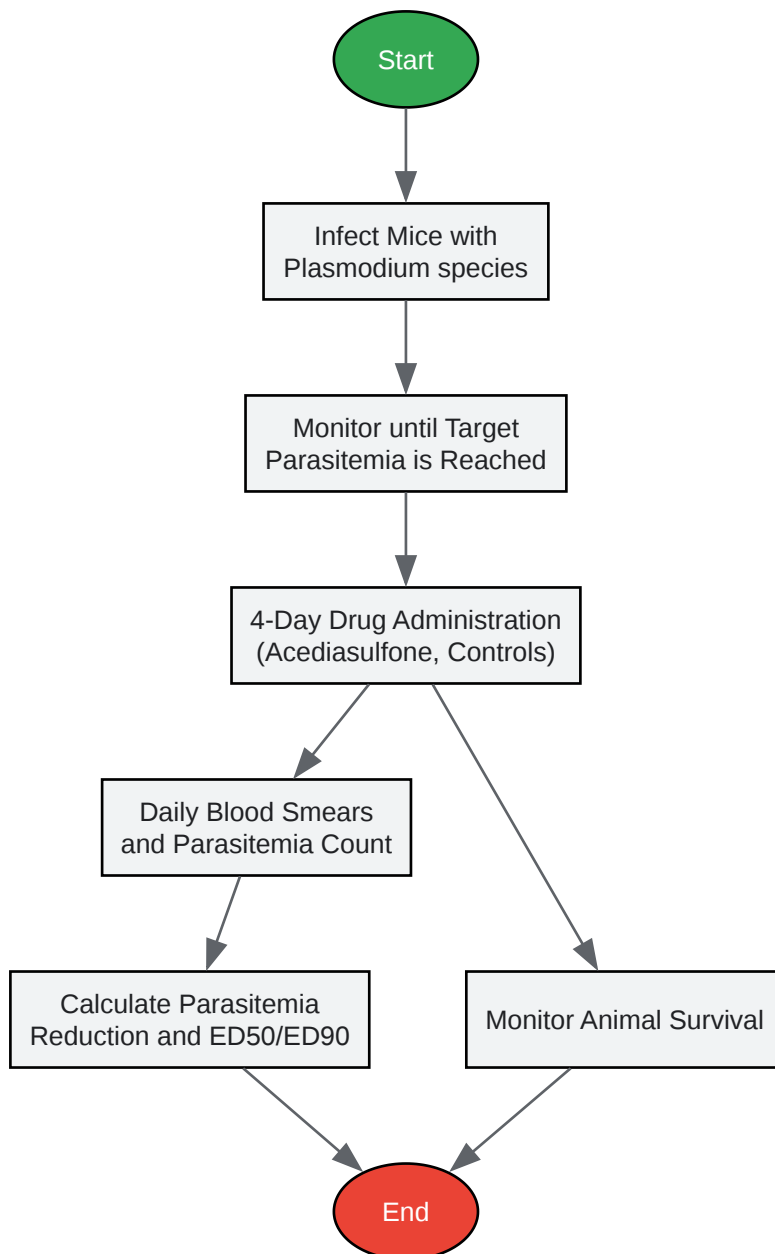 Start
Infect Mice with
Plasmodium species
Monitor until Target
Parasitemia is Reached
4-Day Drug Administration
(Acediasulfone, Controls)
Daily Blood Smears
and Parasitemia Count
Calculate Parasitemia
Reduction and ED50/ED90
Monitor Animal Survival
End